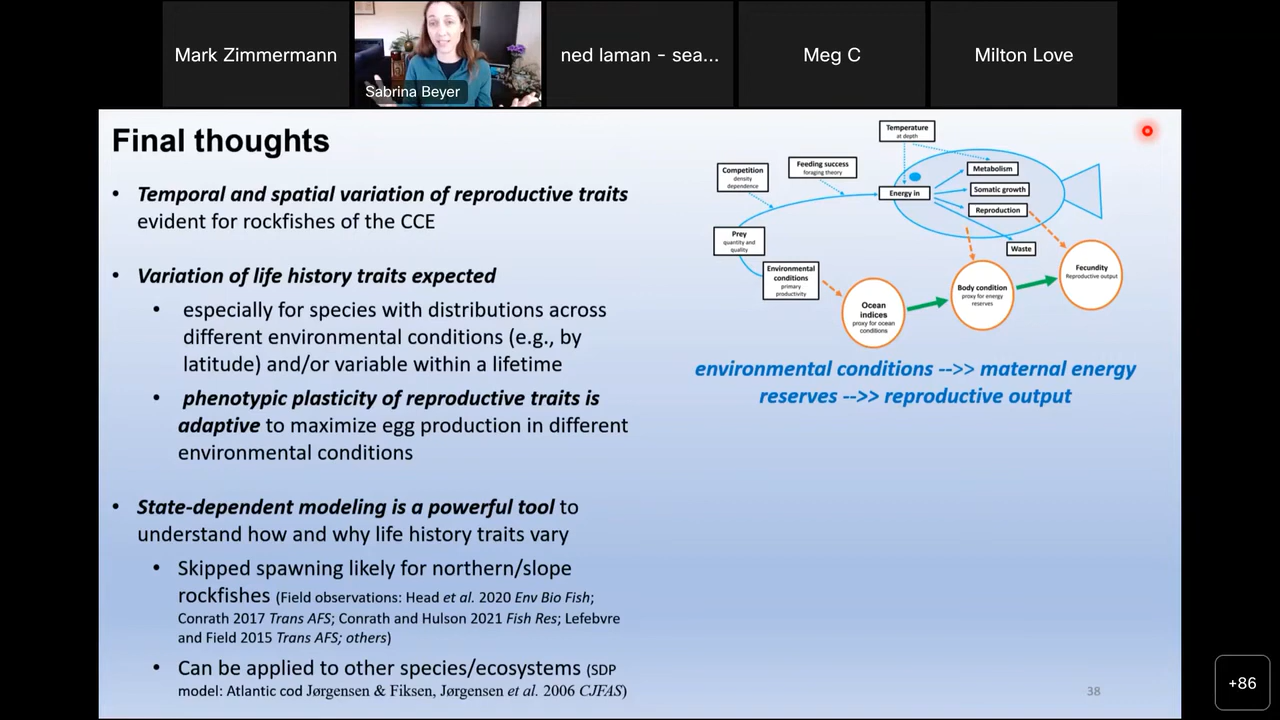 Mark Zimmermann
Sabrina Beyer
ned laman - sea...
Meg C
Milton Love
Final thoughts
• Temporal and spatial variation of reproductive traits
evident for rockfishes of the CCE
• Variation of life history traits expected
• especially for species with distributions across
different environmental conditions (e.g., by
latitude) and/or variable within a lifetime
• phenotypic plasticity of reproductive traits is
adaptive to maximize egg production in different
environmental conditions
• State-dependent modeling is a powerful tool to
understand how and why life history traits vary
• Skipped spawning likely for northern/slope
rockfishes (Field observations: Head et al. 2020 Env Bio Fish;
Conrath 2017 Trans AFS; Conrath and Hulson 2021 Fish Res; Lefebvre
and Field 2015 Trans AFS; others)
• Can be applied to other species/ecosystems (SDP
model: Atlantic cod Jørgensen & Fiksen, Jørgensen et al. 2006 CJFAS)
Temperature
at depth
Competition
density
dependence
Feeding success
foraging theory
Energy in
Metabolism
Somatic growth
Reproduction
Waste
Prey
quantity and
quality
Environmental
conditions
primary
productivity
Ocean
indices
proxy for ocean
conditions
Body condition
proxy for energy
reserves
Fecundity
Reproductive output
environmental conditions -->> maternal energy
reserves -->> reproductive output
38
+86